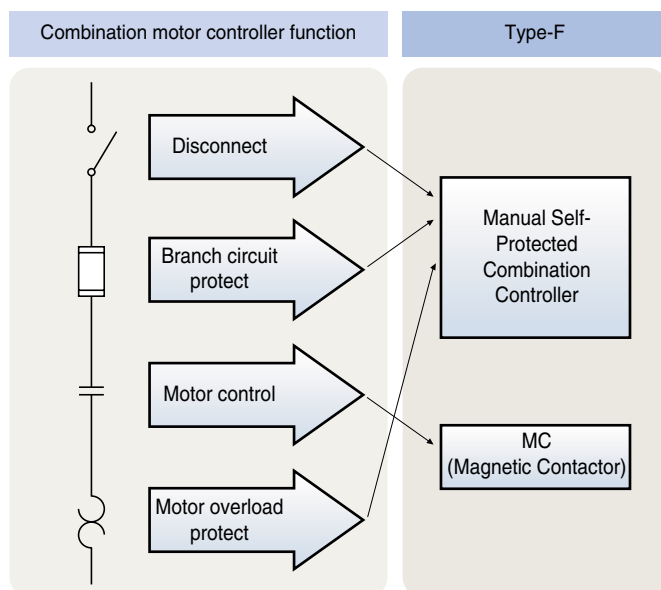 Combination motor controller function
Type-F
Disconnect
Branch circuit
protect
Motor control
Motor overload
protect
Manual Self-
Protected
Combination
Controller
MC
(Magnetic Contactor)